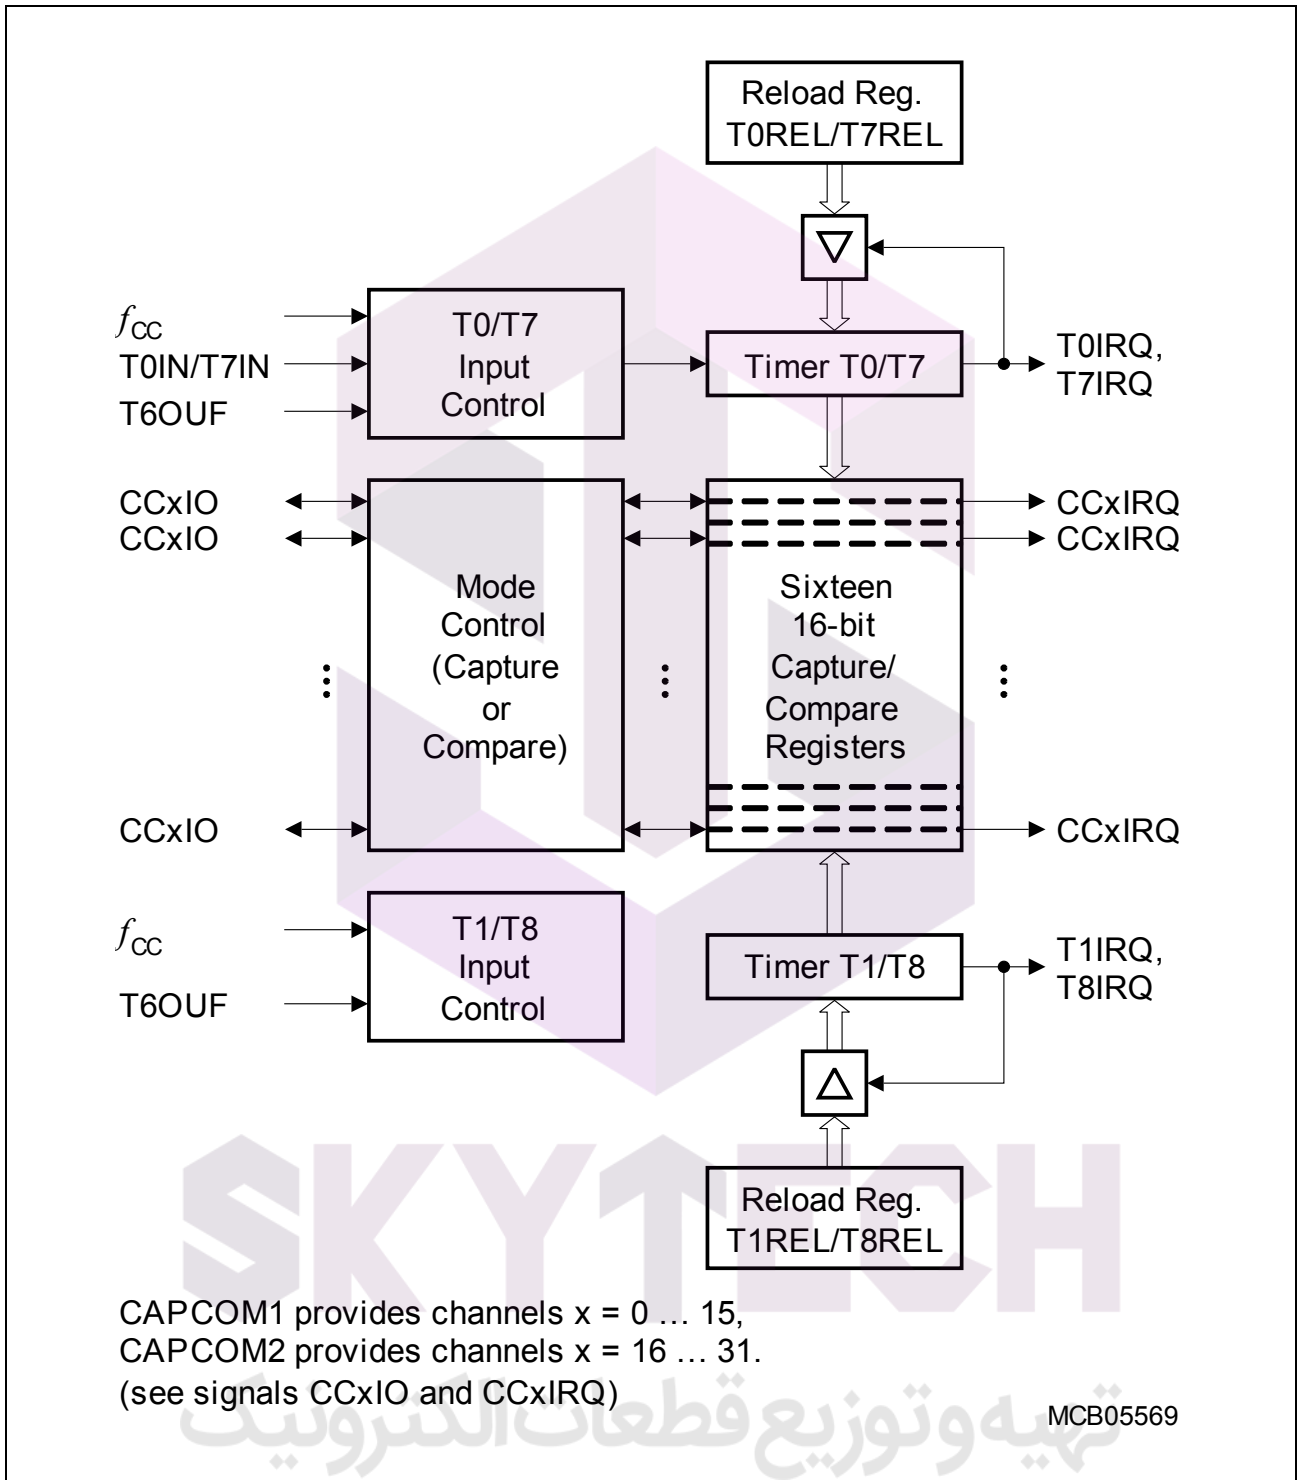 Reload Reg.
T0REL/T7REL
fCC
T0IN/T7IN
T6OUF
T0/T7
Input
Control
Timer T0/T7
T0IRQ,
T7IRQ
CCxIO
CCxIO
CCxIO
Mode
Control
(Capture
or
Compare)
Sixteen
16-bit
Capture/
Compare
Registers
CCxIRQ
CCxIRQ
CCxIRQ
fCC
T6OUF
T1/T8
Input
Control
Timer T1/T8
T1IRQ,
T8IRQ
Reload Reg.
T1REL/T8REL
SKYTECH
CAPCOM1 provides channels x = 0 … 15,
CAPCOM2 provides channels x = 16 … 31.
(see signals CCxIO and CCxIRQ)
تهیه و توزیع قطعات الکترونیک
MCB05569